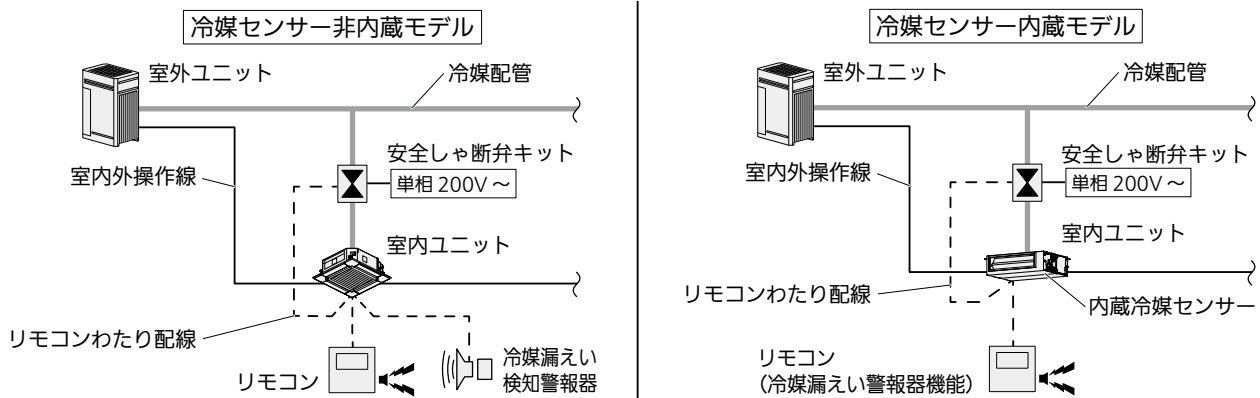 冷媒センサー非内蔵モデル
室外ユニット
冷媒配管
安全しゃ断弁キット
室内外操作線
単相 200V ～
室内ユニット
リモコンわたり配線
リモコン
冷媒漏えい
検知警報器
冷媒センサー内蔵モデル
室外ユニット
冷媒配管
安全しゃ断弁キット
室内外操作線
単相 200V ～
室内ユニット
リモコンわたり配線
内蔵冷媒センサー
リモコン
（冷媒漏えい警報器機能）